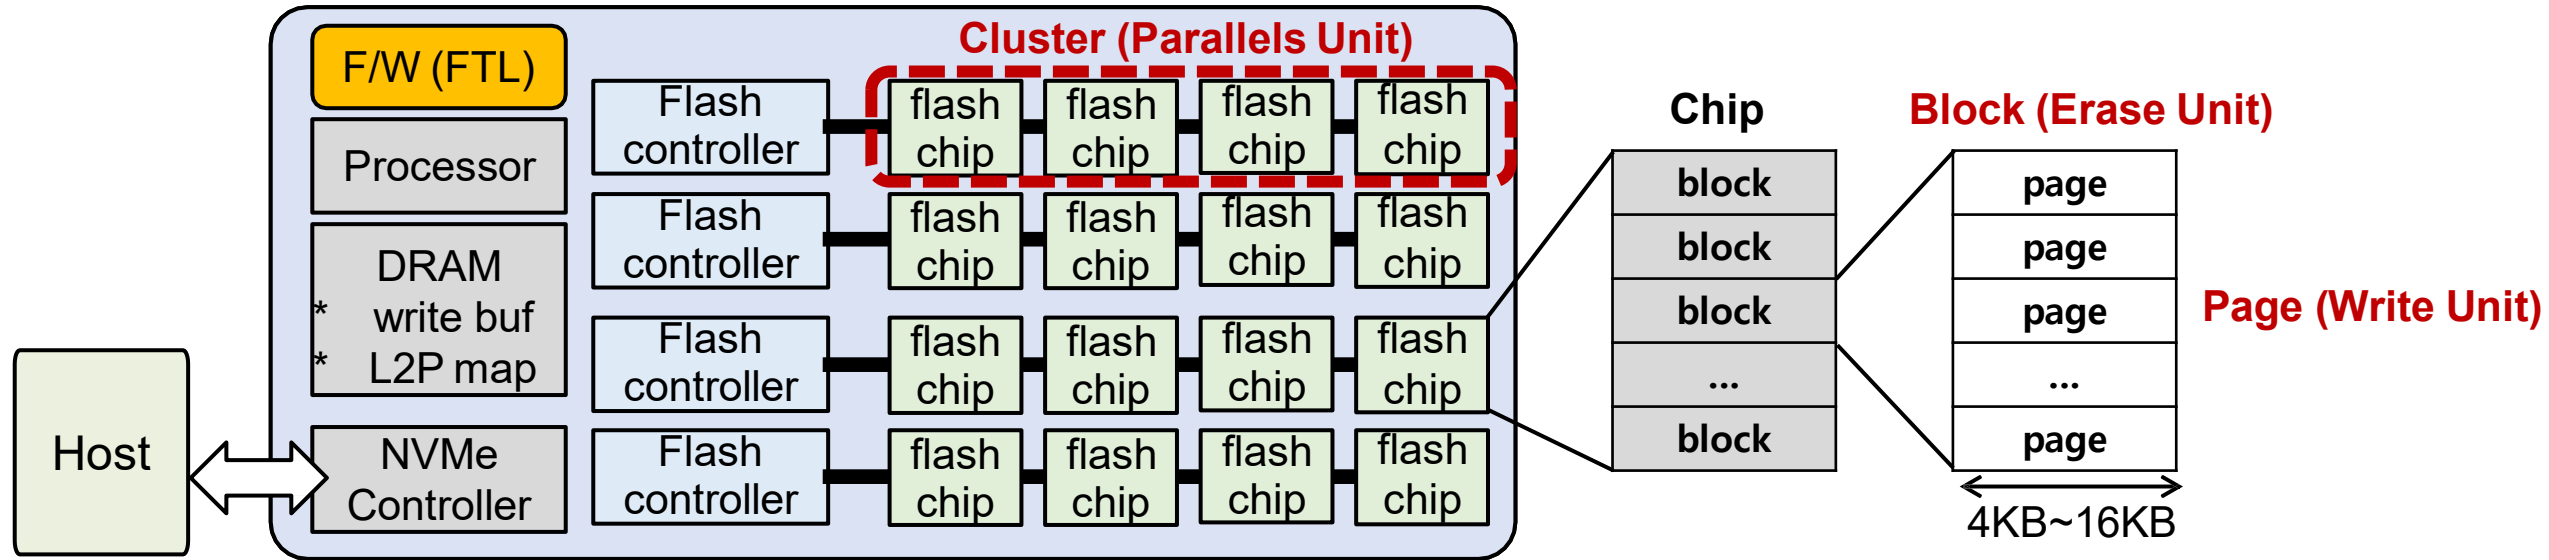 Cluster (Parallels Unit)
F/W (FTL)
Processor
DRAM
* write buf
* L2P map
NVMe
Controller
Host
Flash
controller
flash
chip
flash
chip
flash
chip
flash
chip
Flash
controller
flash
chip
flash
chip
flash
chip
flash
chip
Flash
controller
flash
chip
flash
chip
flash
chip
flash
chip
Flash
controller
flash
chip
flash
chip
flash
chip
flash
chip
Chip
block
block
block
...
block
Block (Erase Unit)
page
page
page
...
page
4KB~16KB
Page (Write Unit)